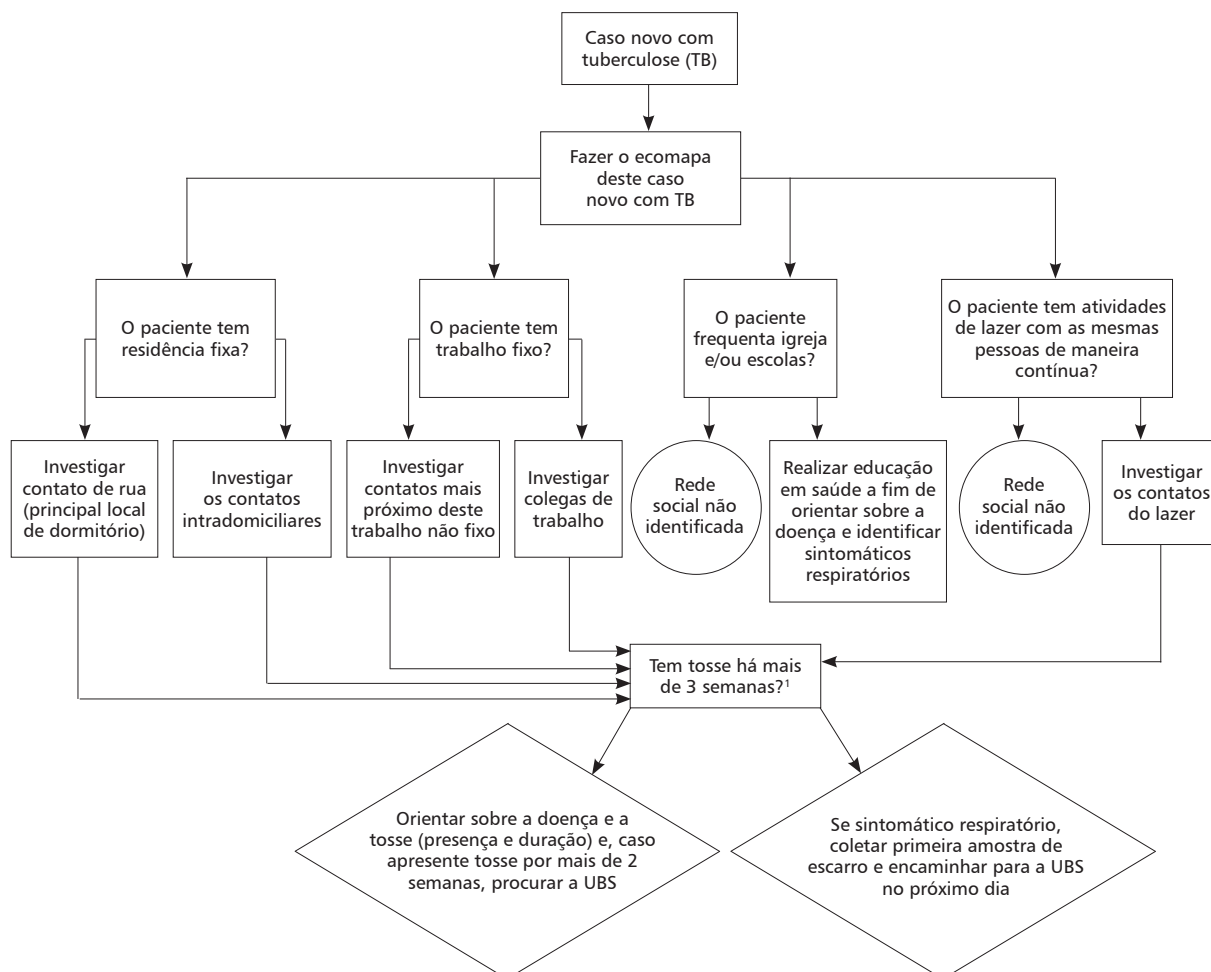 Caso novo com
tuberculose (TB)
Fazer o ecomapa
deste caso
novo com TB
O paciente tem
residência fixa?
O paciente tem
trabalho fixo?
O paciente
frequenta igreja
e/ou escolas?
O paciente tem atividades
de lazer com as mesmas
pessoas de maneira
contínua?
Investigar
contato de rua
(principal local
de dormitório)
Investigar
os contatos
intradomiciliares
Investigar
contatos mais
próximo deste
trabalho não fixo
Investigar
colegas de
trabalho
Rede
social não
identificada
Realizar educação
em saúde a fim de
orientar sobre a
doença e identificar
sintomáticos
respiratórios
Rede
social não
identificada
Investigar
os contatos
do lazer
Tem tosse há mais
de 3 semanas?¹
Orientar sobre a doença e a
tosse (presença e duração) e, caso
apresente tosse por mais de 2
semanas, procurar a UBS
Se sintomático respiratório,
coletar primeira amostra de
escarro e encaminhar para a UBS
no próximo dia